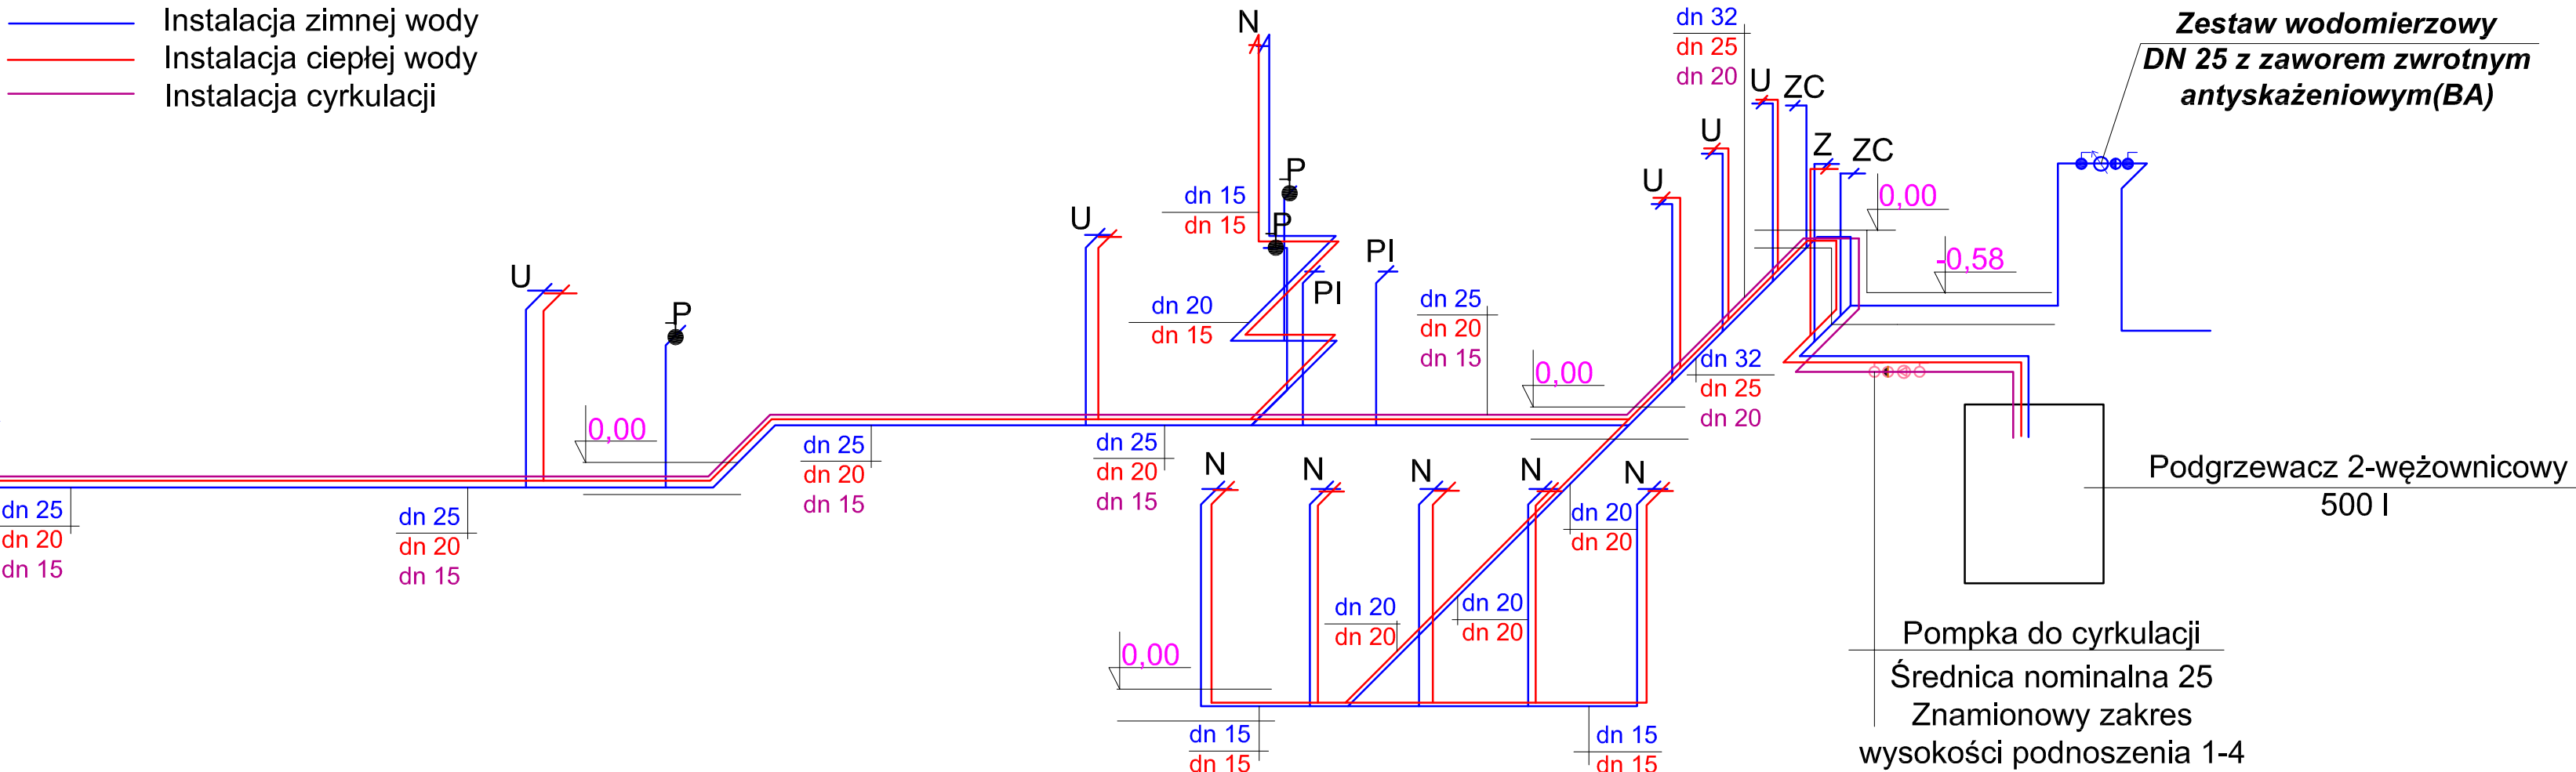 Instalacja zimnej wody
Instalacja ciepłej wody
Instalacja cyrkulacji
N
dn 32
dn 25
dn 20
Zestaw wodomierzowy
DN 25 z zaworem zwrotnym
antyskażeniowym(BA)
U
ZC
U
Z
ZC
U
P
dn 15
dn 15
P
0,00
U
PI
PI
-0,58
U
P
dn 20
dn 15
dn 25
dn 20
dn 15
0,00
dn 32
dn 25
dn 20
0,00
dn 25
dn 20
dn 15
dn 25
dn 20
dn 15
N
N
N
N
N
Podgrzewacz 2-wężownicowy
500 l
dn 25
dn 20
dn 15
dn 25
dn 20
dn 15
dn 20
dn 20
dn 20
dn 20
dn 20
dn 20
0,00
Pompka do cyrkulacji
Średnica nominalna 25
Znamionowy zakres
wysokości podnoszenia 1-4
dn 15
dn 15
dn 15
dn 15